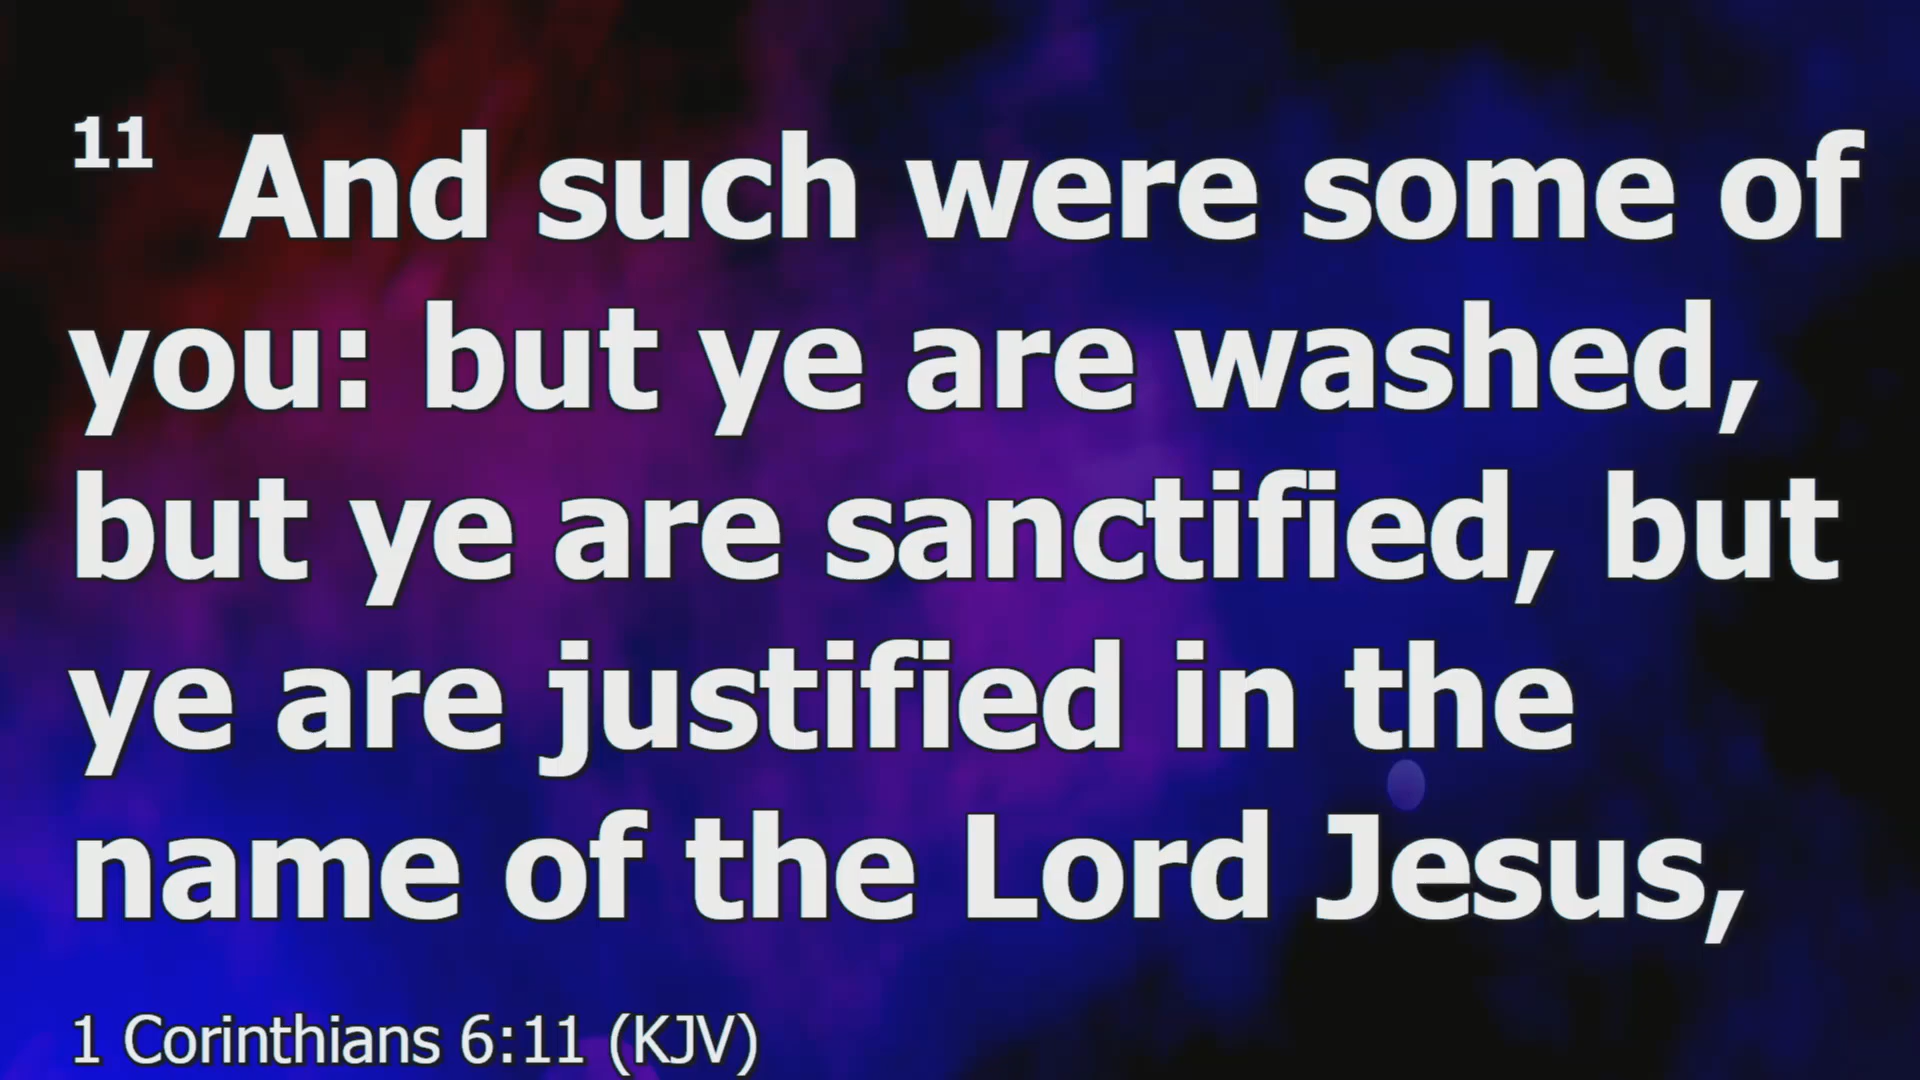 11 And such were some of
you: but ye are washed,
but ye are sanctified, but
ye are justified in the
name of the Lord Jesus,
1 Corinthians 6:11 (KJV)